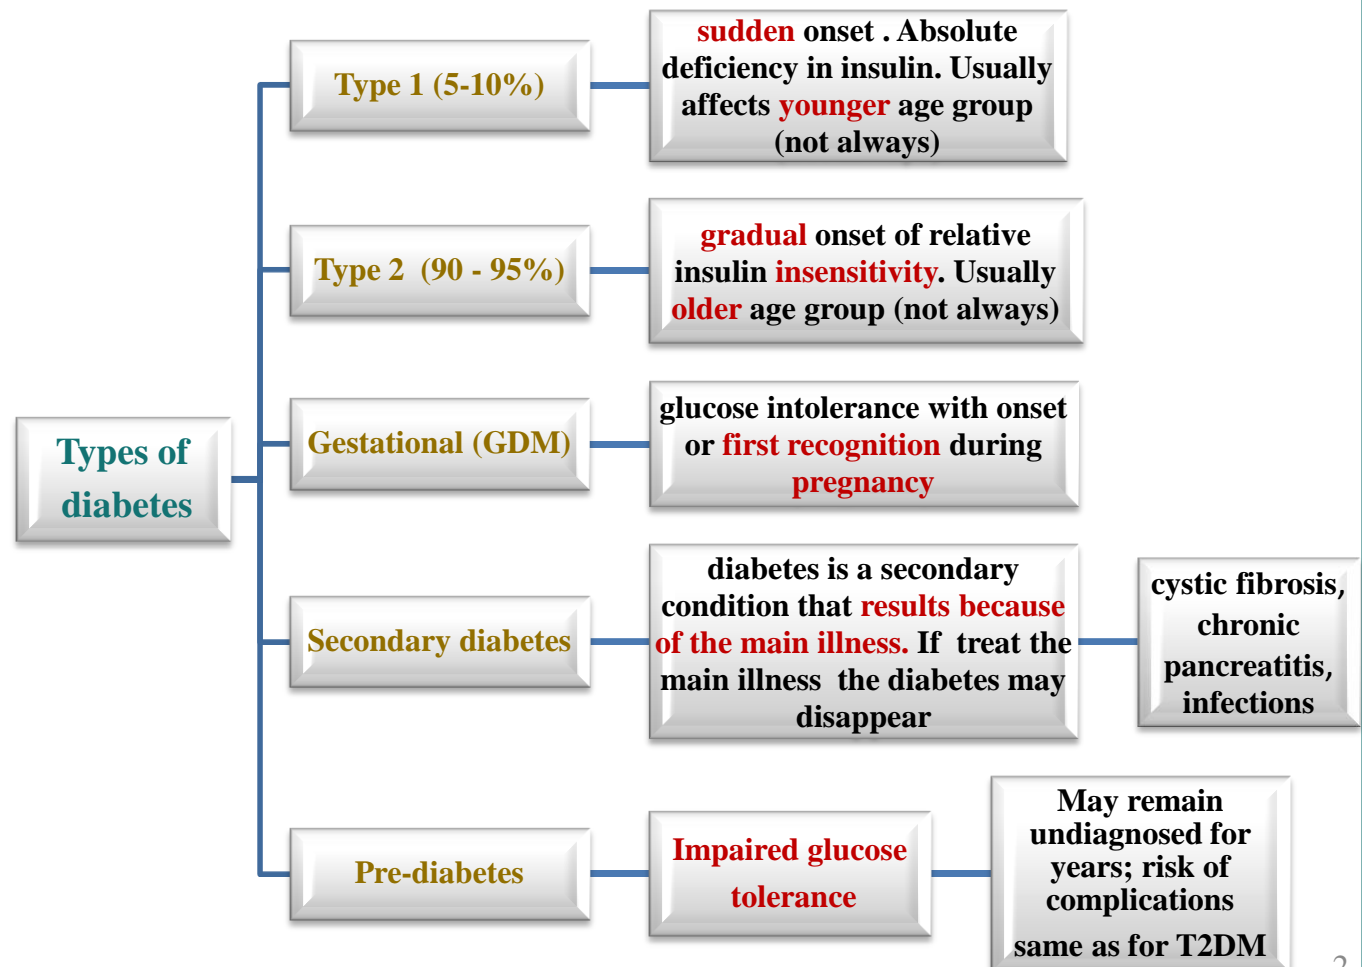 Types of
diabetes
Type 1 (5-10%)
sudden onset . Absolute
deficiency in insulin. Usually
affects younger age group
(not always)
Type 2 (90 - 95%)
gradual onset of relative
insulin insensitivity. Usually
older age group (not always)
Gestational (GDM)
glucose intolerance with onset
or first recognition during
pregnancy
Secondary diabetes
diabetes is a secondary
condition that results because
of the main illness. If treat the
main illness the diabetes may
disappear
cystic fibrosis,
chronic
pancreatitis,
infections
Pre-diabetes
Impaired glucose
tolerance
May remain
undiagnosed for
years; risk of
complications
same as for T2DM
2